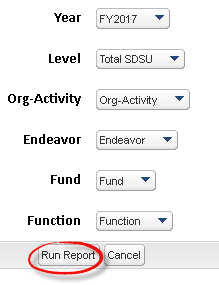 Year FY2017
Level Total SDSU
Org-Activity Org-Activity
Endeavor Endeavor
Fund Fund
Function Function
Run Report Cancel